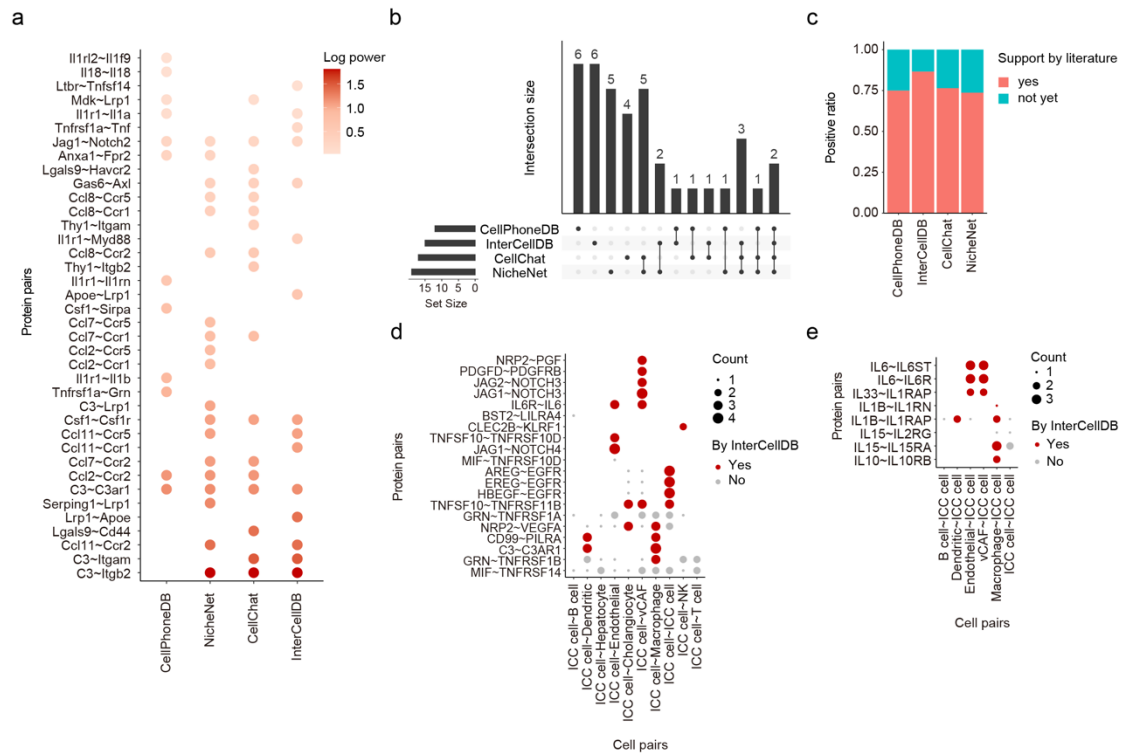 a
Il1rl2~Il1f9
Il18~Il18
Ltbr~Tnfsf14
Mdk~Lrp1
Il1r1~Il1a
Tnfrsf1a~Tnf
Jag1~Notch2
Anxa1~Fpr2
Lgals9~Havcr2
Gas6~Axl
Ccl8~Ccr5
Ccl8~Ccr1
Thy1~Itgam
Il1r1~Myd88
Ccl8~Ccr2
Thy1~Itgb2
Il1r1~Il1rn
Apoe~Lrp1
Csf1~Sirpa
Ccl7~Ccr5
Ccl7~Ccr1
Ccl2~Ccr5
Ccl2~Ccr1
Il1r1~Il1b
Tnfrsf1a~Grn
C3~Lrp1
Csf1~Csf1r
Ccl11~Ccr5
Ccl11~Ccr1
Ccl7~Ccr2
Ccl2~Ccr2
C3~C3ar1
Serping1~Lrp1
Lrp1~Apoe
Lgals9~Cd44
Ccl11~Ccr2
C3~Itgam
C3~Itgb2
Protein pairs
CellPhoneDB
NicheNet
CellChat
InterCellDB
Log power
1.5
1.0
0.5
b
Intersection size
6 6 5 4 5 2 1 1 1 1 3 1 2
CellPhoneDB
InterCellDB
CellChat
NicheNet
15 10 5 0
Set Size
c
Positive ratio
1.00
0.75
0.50
0.25
0.00
CellPhoneDB
InterCellDB
CellChat
NicheNet
Support by literature
yes
not yet
d
Protein pairs
NRP2~PGF
PDGFD~PDGFRB
JAG2~NOTCH3
JAG1~NOTCH3
IL6R~IL6
BST2~LILRA4
CLEC2B~KLRF1
TNFSF10~TNFRSF10D
JAG1~NOTCH4
MIF~TNFRSF10D
AREG~EGFR
EREG~EGFR
HBEGF~EGFR
TNFSF10~TNFRSF11B
GRN~TNFRSF1A
NRP2~VEGFA
CD99~PILRA
C3~C3AR1
GRN~TNFRSF1B
MIF~TNFRSF14
ICC cell~B cell
ICC cell~Dendritic
ICC cell~Hepatocyte
ICC cell~Endothelial
ICC cell~Cholangiocyte
ICC cell~vCAF
ICC cell~Macrophage
ICC cell~ICC cell
ICC cell~NK
ICC cell~T cell
Cell pairs
Count
1
2
3
4
By InterCellDB
Yes
No
e
Protein pairs
IL6~IL6ST
IL6~IL6R
IL33~IL1RAP
IL1B~IL1RN
IL1B~IL1RAP
IL15~IL2RG
IL15~IL15RA
IL10~IL10RB
B cell~ICC cell
Dendritic~ICC cell
Endothelial~ICC cell
vCAF~ICC cell
Macrophage~ICC cell
ICC cell~ICC cell
Cell pairs
Count
1
2
3
By InterCellDB
Yes
No